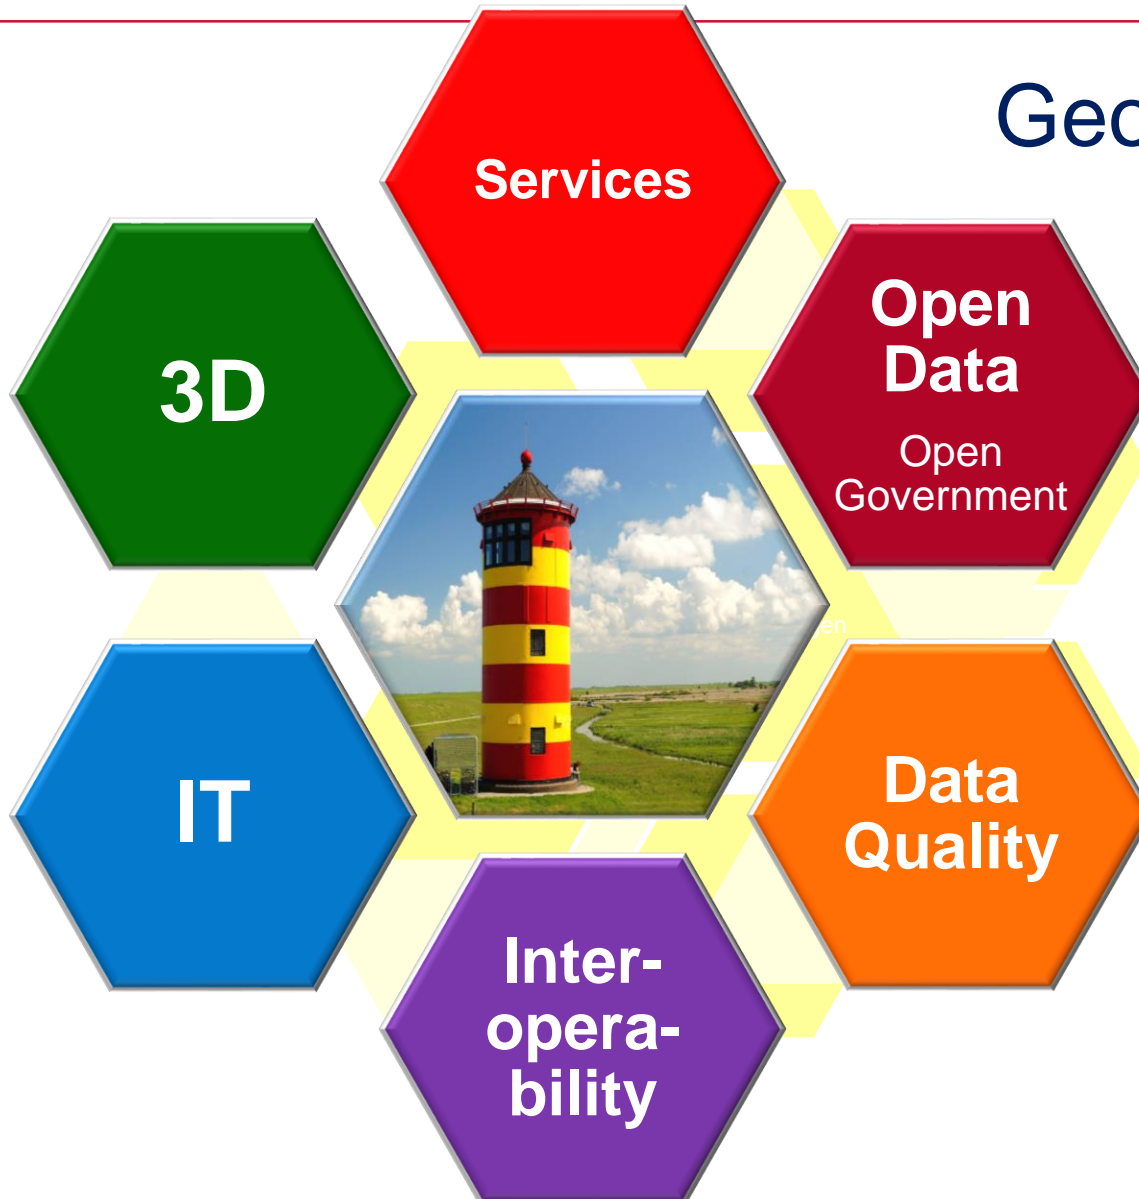 Services
Open
Data
Open
Government
3D
IT
Data
Quality
Inter-
opera-
bility